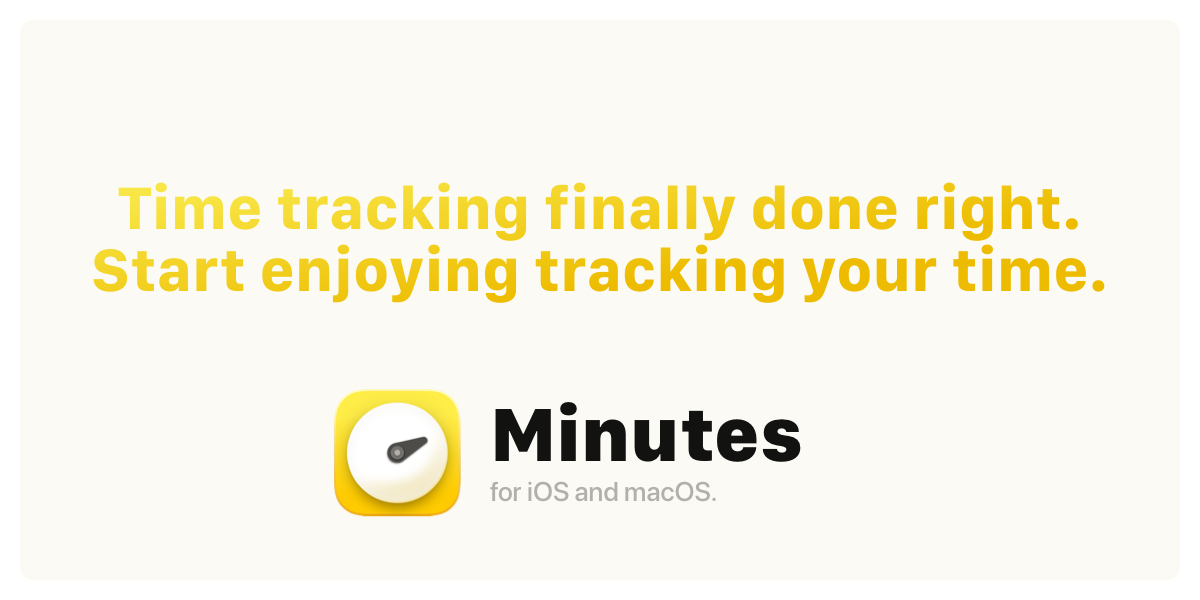 Time tracking finally done right.
Start enjoying tracking your time.
Minutes
for iOS and macOS.